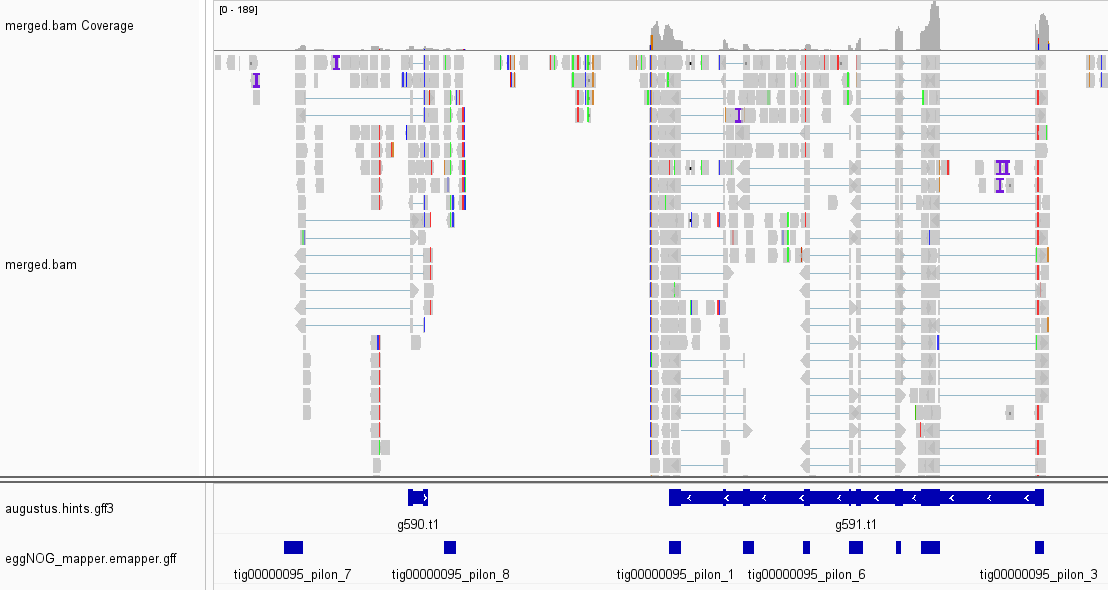 merged.bam Coverage
[0 - 189]
merged.bam
augustus.hints.gff3
g590.t1
g591.t1
eggNOG_mapper.emapper.gff
tig00000095_pilon_7
tig00000095_pilon_8
tig00000095_pilon_1
tig00000095_pilon_6
tig00000095_pilon_3